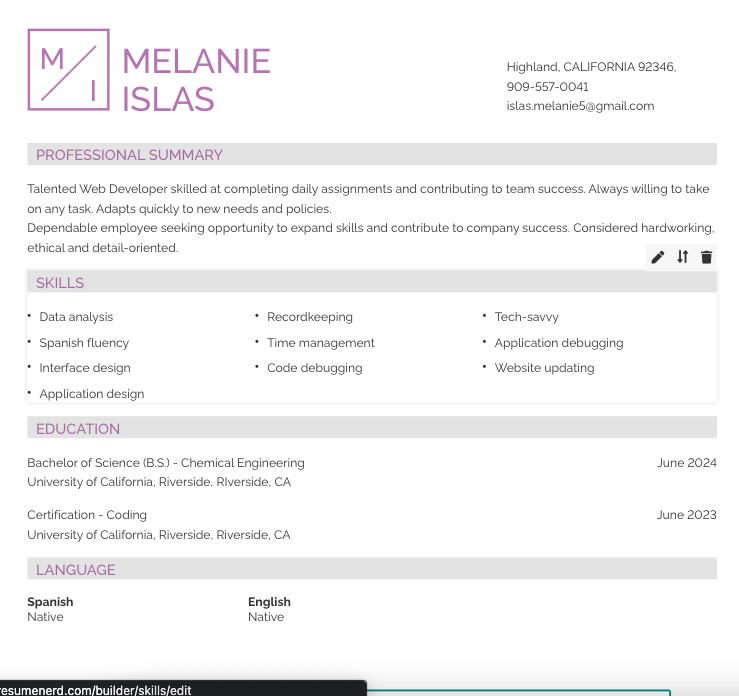 M
I
MELANIE
ISLAS
Highland, CALIFORNIA 92346,
909-557-0041
islas.melanie5@gmail.com
PROFESSIONAL SUMMARY
Talented Web Developer skilled at completing daily assignments and contributing to team success. Always willing to take
on any task. Adapts quickly to new needs and policies.
Dependable employee seeking opportunity to expand skills and contribute to company success. Considered hardworking,
ethical and detail-oriented.
SKILLS
• Data analysis
• Recordkeeping
• Tech-savvy
• Spanish fluency
• Time management
• Application debugging
• Interface design
• Code debugging
• Website updating
• Application design
EDUCATION
Bachelor of Science (B.S.) - Chemical Engineering June 2024
University of California, Riverside, RIverside, CA
Certification - Coding June 2023
University of California, Riverside, Riverside, CA
LANGUAGE
Spanish
Native
English
Native
resumenerd.com/builder/skills/edit